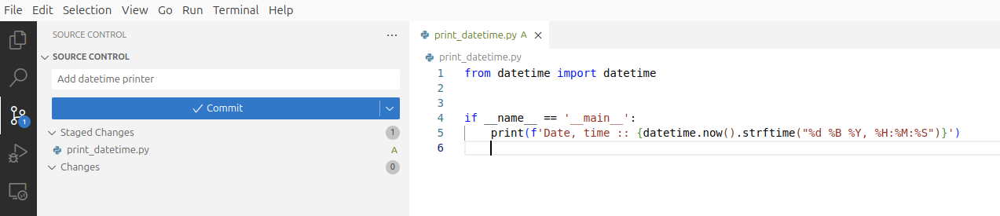 File Edit Selection View Go Run Terminal Help
SOURCE CONTROL ...
SOURCE CONTROL
Add datetime printer
Commit
Staged Changes 1
print_datetime.py A
Changes 0
1
print_datetime.py A
print_datetime.py
1 from datetime import datetime
2
3
4 if __name__ == '__main__':
5 print(f'Date, time :: {datetime.now().strftime("%d %B %Y, %H:%M:%S")}')
6